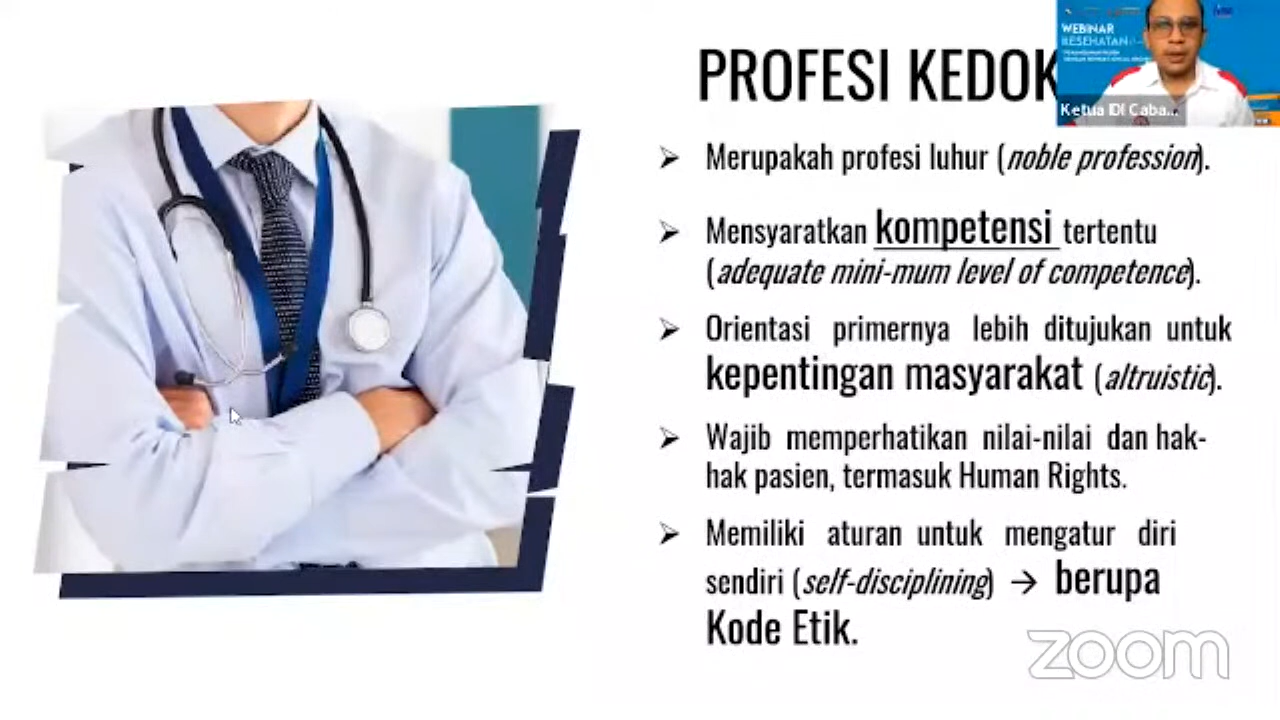 PROFESI KEDOK
WEBINAR
KESEHATAN
Ketua IDI Caba...
➢ Merupakah profesi luhur (noble profession).
➢ Mensyaratkan kompetensi tertentu
(adequate mini-mum level of competence).
➢ Orientasi primernya lebih ditujukan untuk
kepentingan masyarakat (altruistic).
➢ Wajib memperhatikan nilai-nilai dan hak-
hak pasien, termasuk Human Rights.
➢ Memiliki aturan untuk mengatur diri
sendiri (self-disciplining) → berupa
Kode Etik.
zoom